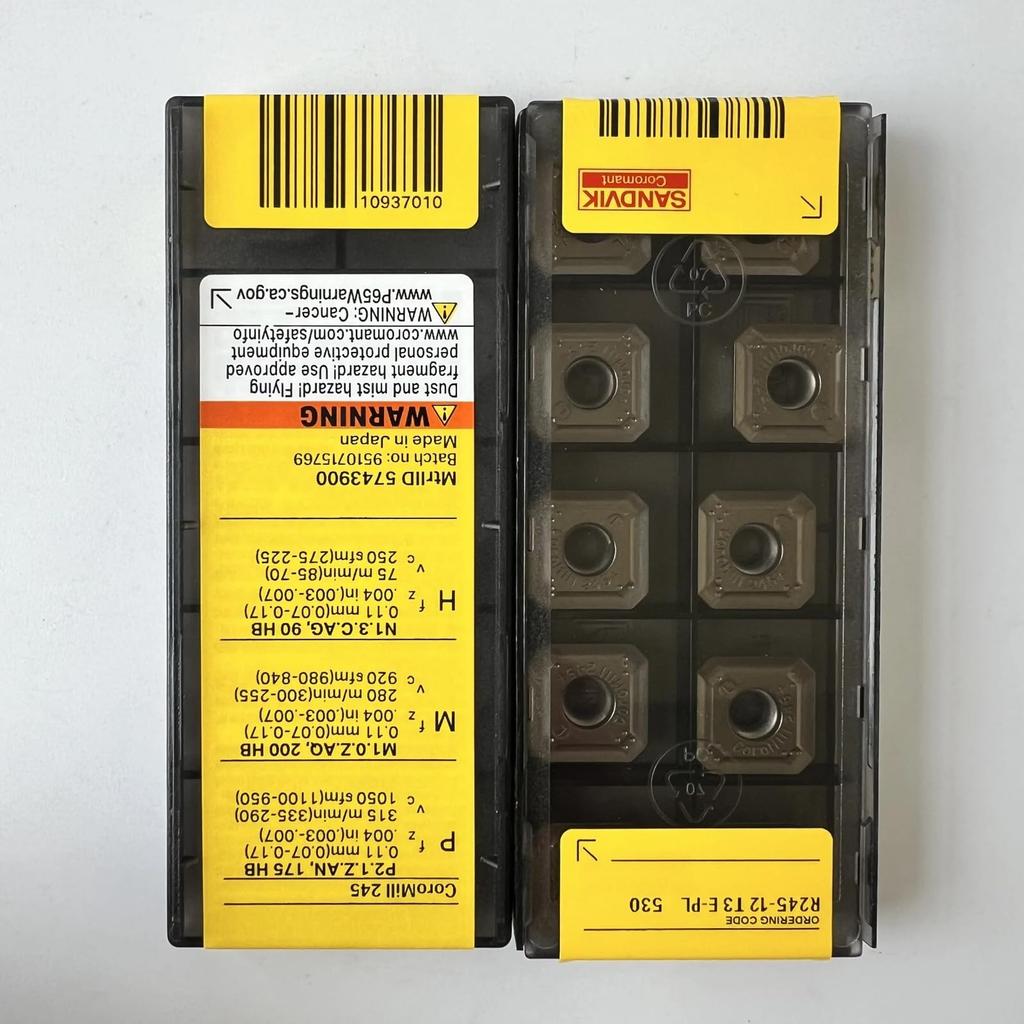 10937010
CoroMill 245
P2.1.Z.AN, 175 HB
P
f z 0.11 mm(0.07-0.17)
.004 in(.003-.007)
v c 315 m/min(335-290)
1050 sfm(1100-950)
M1.0.Z.AQ, 200 HB
M
f z 0.11 mm(0.07-0.17)
.004 in(.003-.007)
v c 280 m/min(300-255)
920 sfm(980-840)
N1.3.C.AG, 90 HB
H
f z 0.11 mm(0.07-0.17)
.004 in(.003-.007)
v c 75 m/min(85-70)
250 sfm(275-225)
MtrlID 5743900
Batch no: 9510715769
Made in Japan
WARNING
Dust and mist hazard! Flying
fragment hazard! Use approved
personal protective equipment
www.coromant.com/safetyinfo
WARNING: Cancer-
www.P65Warnings.ca.gov
ORDERING CODE
R245-12 T3 E-PL 530
07
PC
07
PC
SANDVIK
Coromant